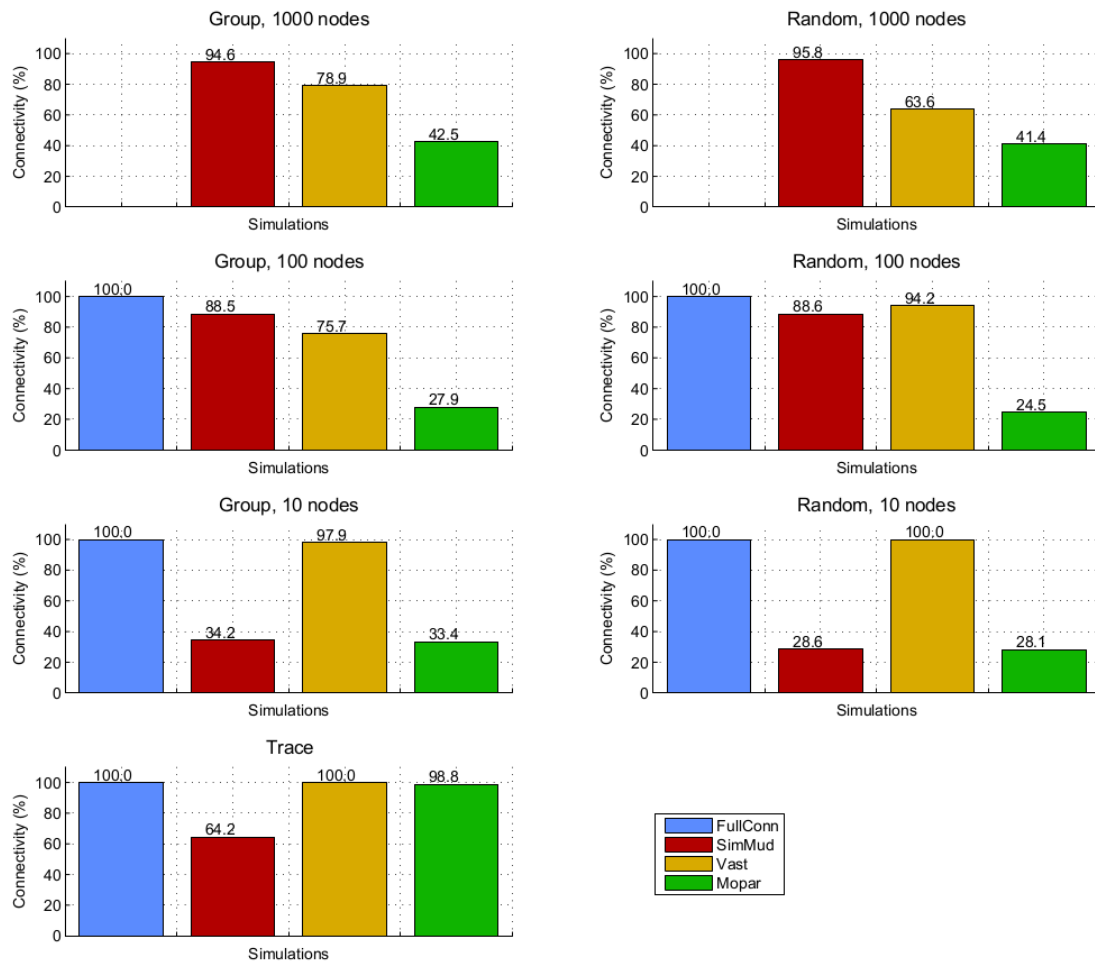 Group, 1000 nodes
Connectivity (%)
100
80
60
40
20
0
94.6
78.9
42.5
Simulations
Random, 1000 nodes
Connectivity (%)
100
80
60
40
20
0
95.8
63.6
41.4
Simulations
Group, 100 nodes
Connectivity (%)
100
80
60
40
20
0
100.0
88.5
75.7
27.9
Simulations
Random, 100 nodes
Connectivity (%)
100
80
60
40
20
0
100.0
88.6
94.2
24.5
Simulations
Group, 10 nodes
Connectivity (%)
100
80
60
40
20
0
100.0
34.2
97.9
33.4
Simulations
Random, 10 nodes
Connectivity (%)
100
80
60
40
20
0
100.0
28.6
100.0
28.1
Simulations
Trace
Connectivity (%)
100
80
60
40
20
0
100.0
64.2
100.0
98.8
Simulations
FullConn
SimMud
Vast
Mopar